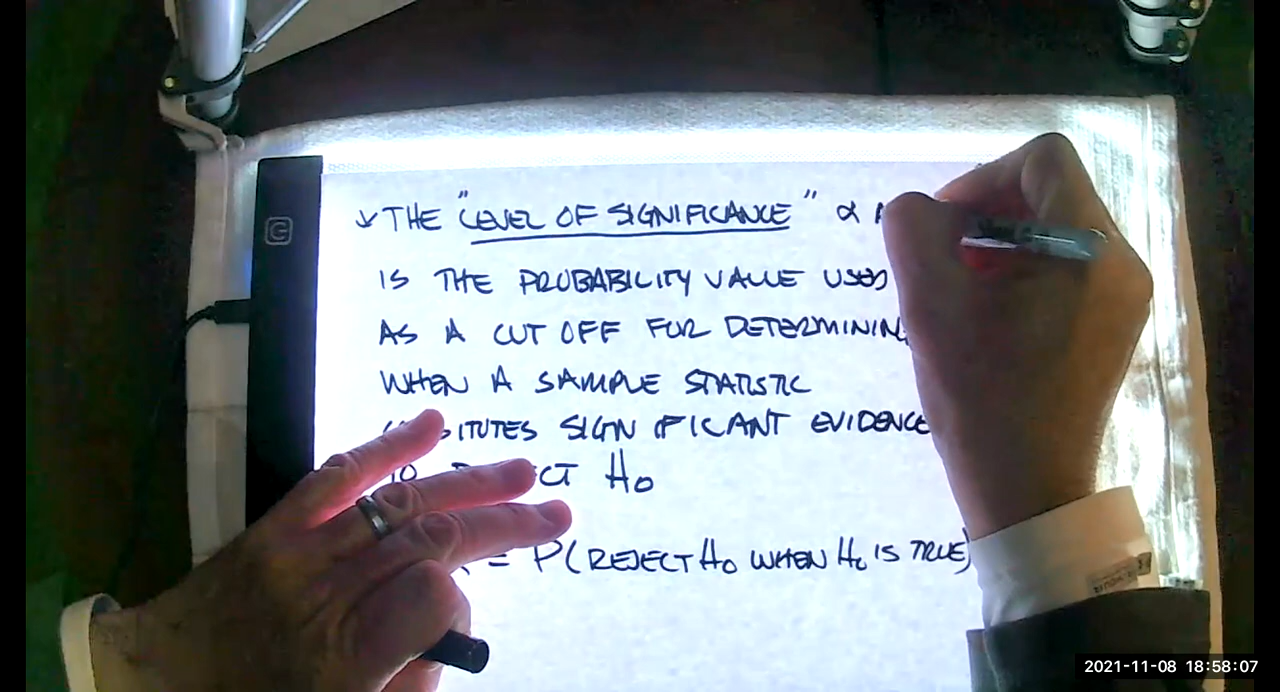 THE "LEVEL OF SIGNIFICANCE" α
IS THE PROBABILITY VALUE USED
AS A CUT OFF FOR DETERMINING
WHEN A SAMPLE STATISTIC
SIGNIFICANT EVIDENCE
H₀
= P(REJECT H₀ WHEN H₀ IS TRUE)
2021-11-08 18:58:07